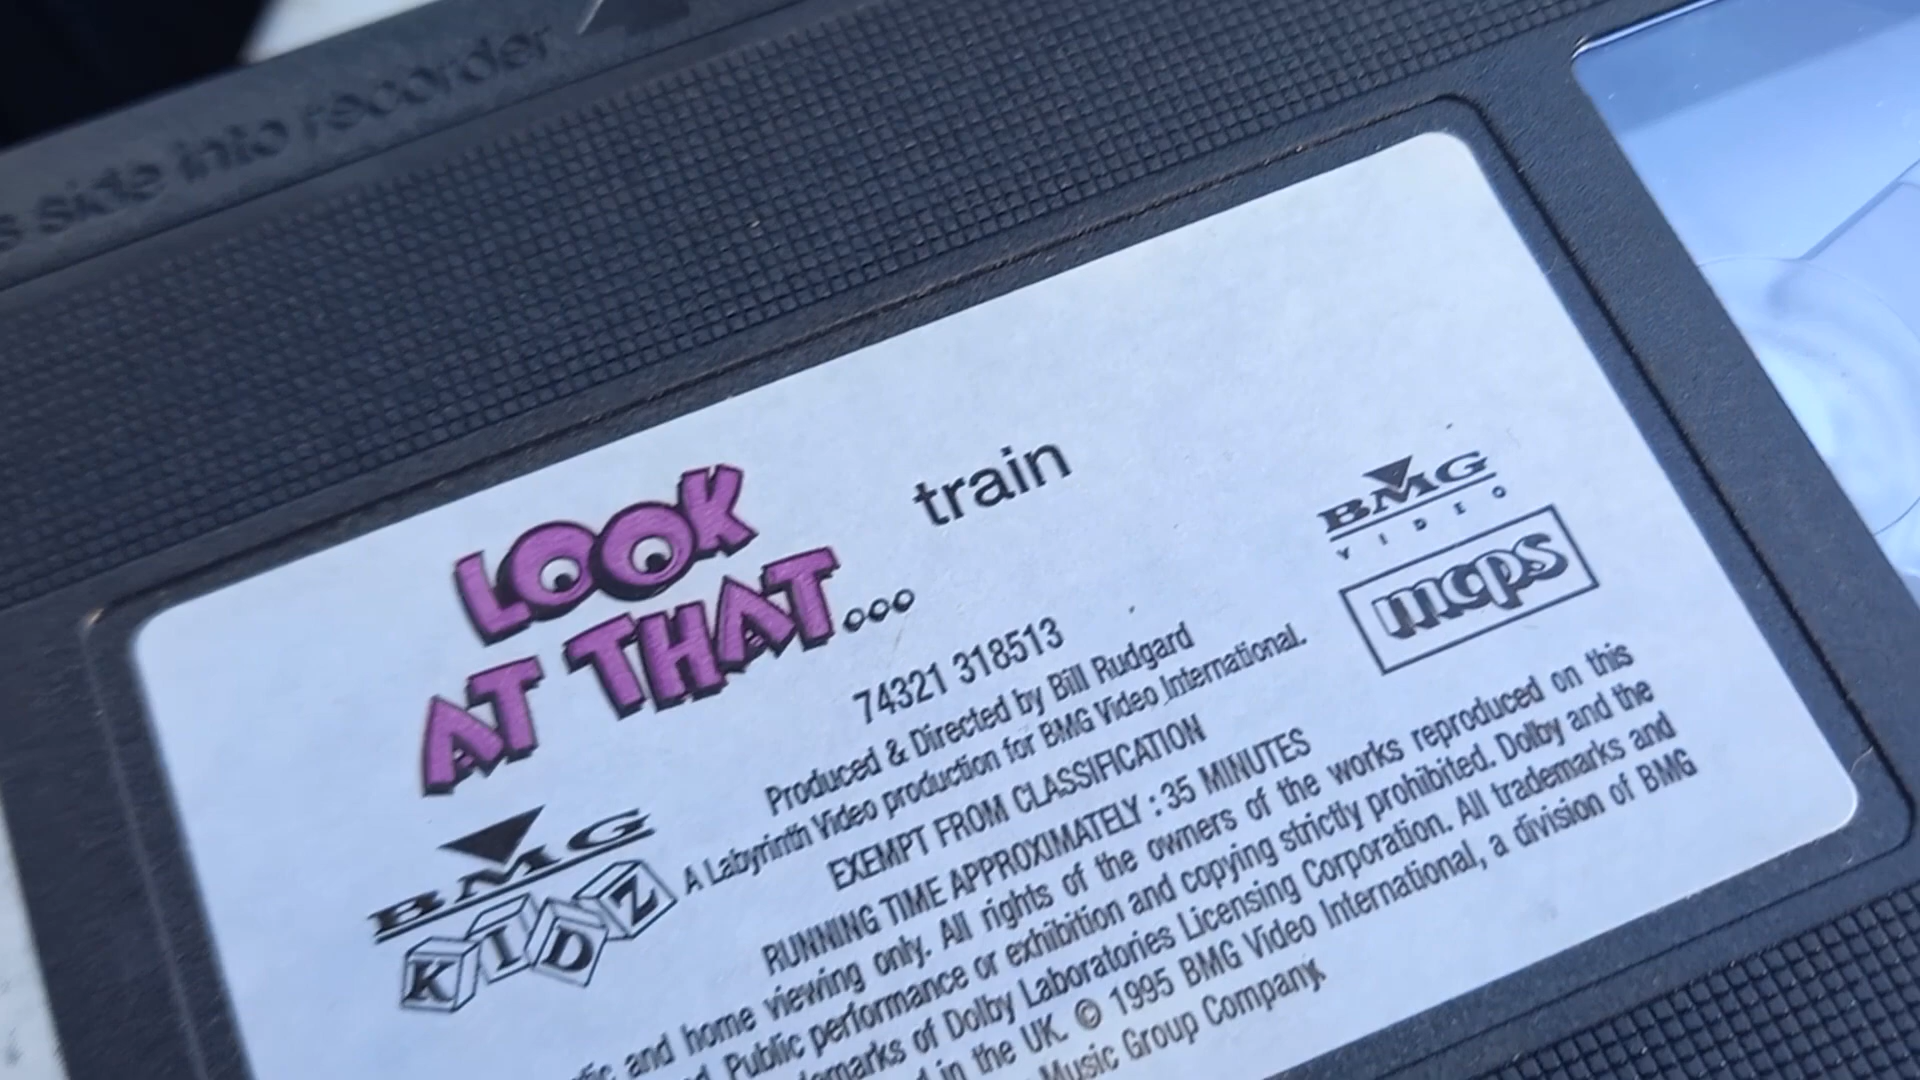 side into recorder
LOOK
AT THAT...
train
BMG
VIDEO
mcps
74321 318513
Produced & Directed by Bill Rudgard
A Labyrinth Video production for BMG Video International.
EXEMPT FROM CLASSIFICATION
RUNNING TIME APPROXIMATELY : 35 MINUTES
BMG
KIDZ
and home viewing only. All rights of the owners of the works reproduced on this
Public performance or exhibition and copying strictly prohibited. Dolby and the
of Dolby Laboratories Licensing Corporation. All trademarks and
in the UK. © 1995 BMG Video International, a division of BMG
Music Group Company.